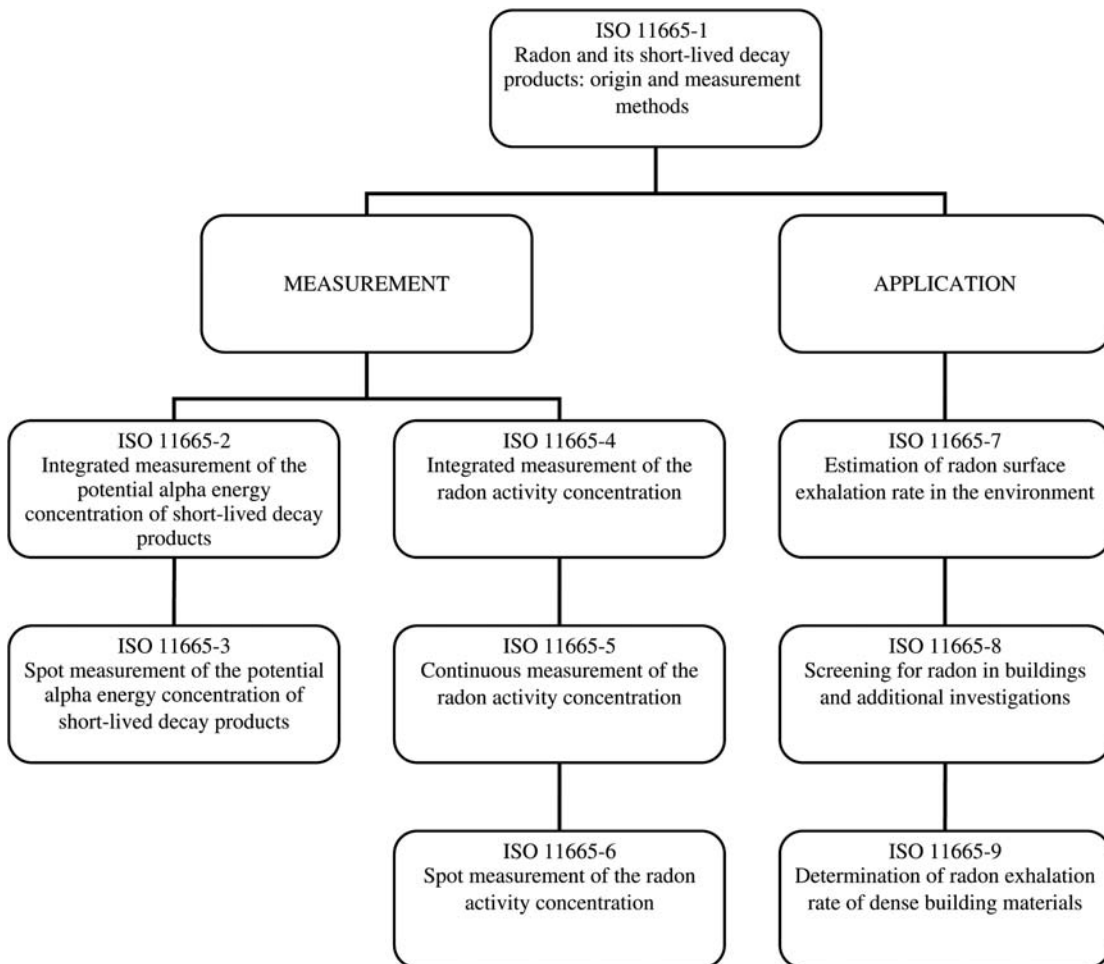 ISO 11665-1
Radon and its short-lived decay
products: origin and measurement
methods
MEASUREMENT
APPLICATION
ISO 11665-2
Integrated measurement of the
potential alpha energy
concentration of short-lived decay
products
ISO 11665-4
Integrated measurement of the
radon activity concentration
ISO 11665-7
Estimation of radon surface
exhalation rate in the environment
ISO 11665-3
Spot measurement of the potential
alpha energy concentration of
short-lived decay products
ISO 11665-5
Continuous measurement of the
radon activity concentration
ISO 11665-8
Screening for radon in buildings
and additional investigations
ISO 11665-6
Spot measurement of the radon
activity concentration
ISO 11665-9
Determination of radon exhalation
rate of dense building materials